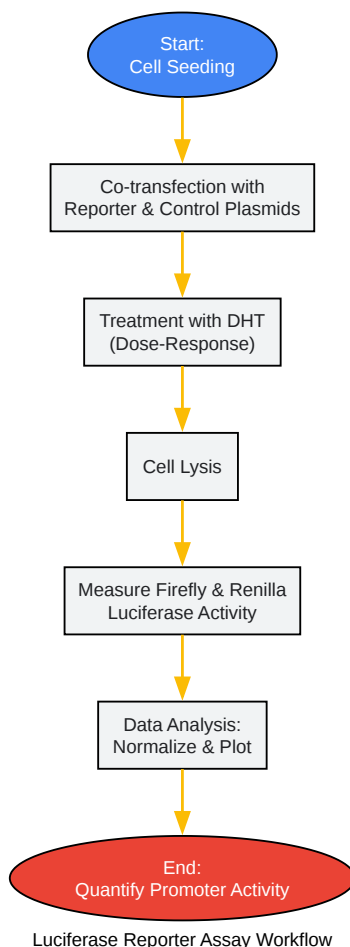 Start:
Cell Seeding
Co-transfection with
Reporter & Control Plasmids
Treatment with DHT
(Dose-Response)
Cell Lysis
Measure Firefly & Renilla
Luciferase Activity
Data Analysis:
Normalize & Plot
End:
Quantify Promoter Activity
Luciferase Reporter Assay Workflow